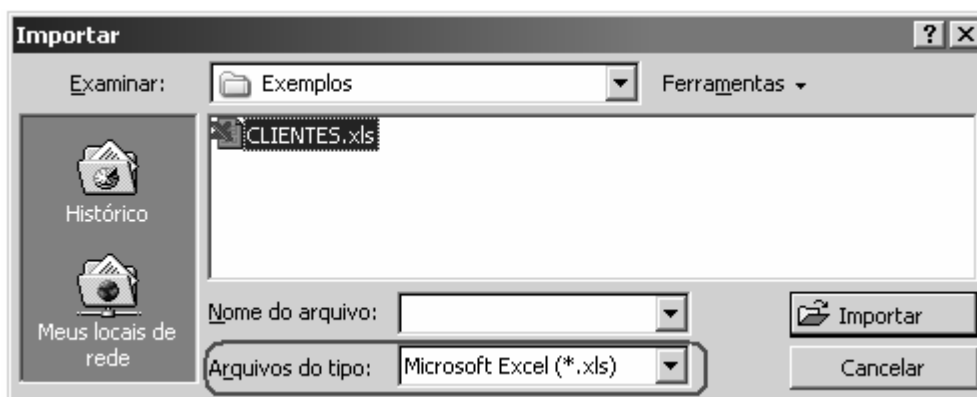 Importar
Examinar:
Exemplos
Ferramentas
CLIENTES.xls
Histórico
Meus locais de
rede
Nome do arquivo:
Importar
Arquivos do tipo:
Microsoft Excel (*.xls)
Cancelar